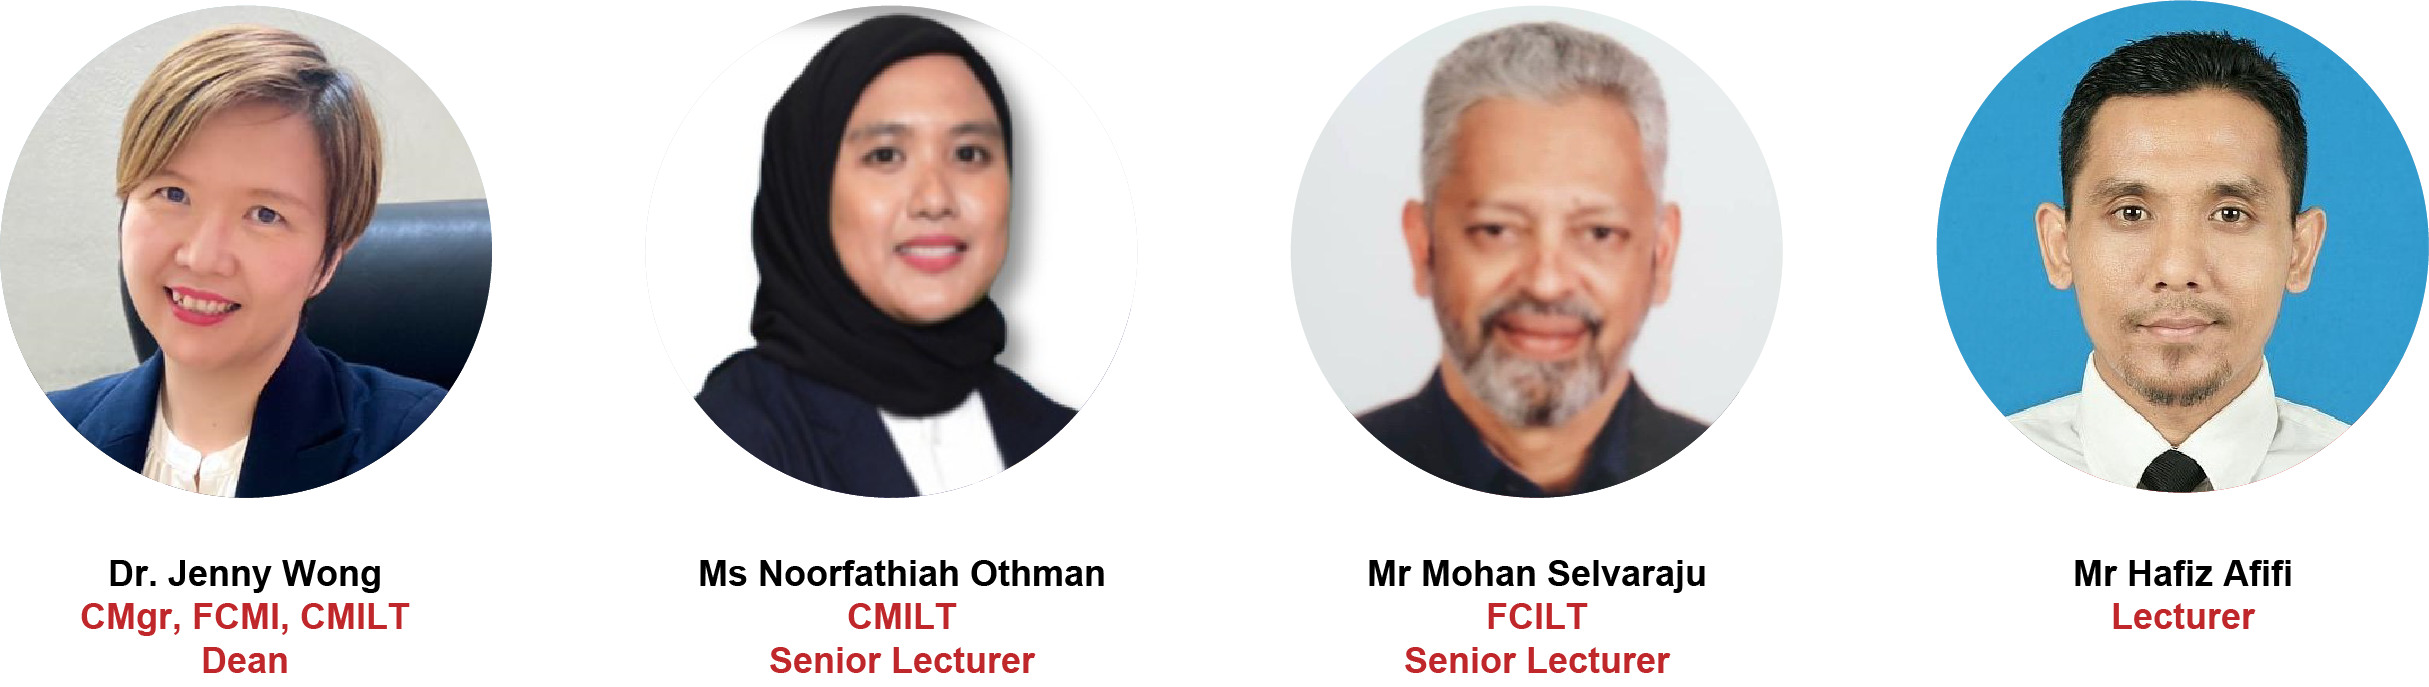 Dr. Jenny Wong
CMgr, FCMI, CMILT
Dean
Ms Noorfathiah Othman
CMILT
Senior Lecturer
Mr Mohan Selvaraju
FCILT
Senior Lecturer
Mr Hafiz Afifi
Lecturer